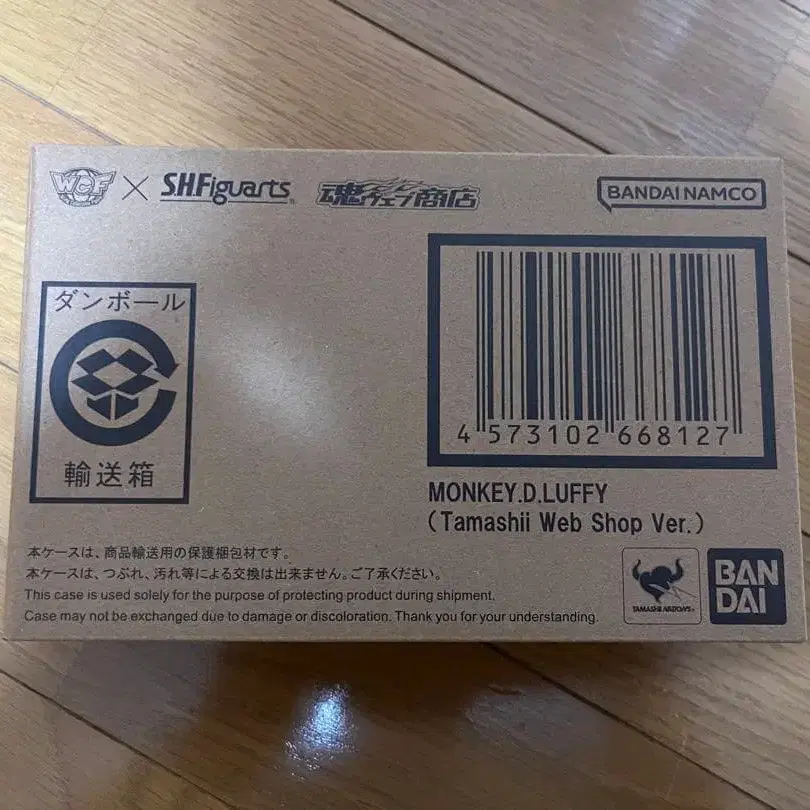 WCF × S.H.Figuarts 魂ウェブ商店 BANDAI NAMCO
ダンボール
輸送箱
4 573102 668127
MONKEY.D.LUFFY
(Tamashii Web Shop Ver.)
本ケースは、商品輸送用の保護梱包材です。
本ケースは、つぶれ、汚れ等による交換は出来ません。ご了承ください。
This case is used solely for the purpose of protecting product during shipment.
Case may not be exchanged due to damage or discoloration. Thank you for your understanding.
TAMASHII NATIONS
BAN
DAI